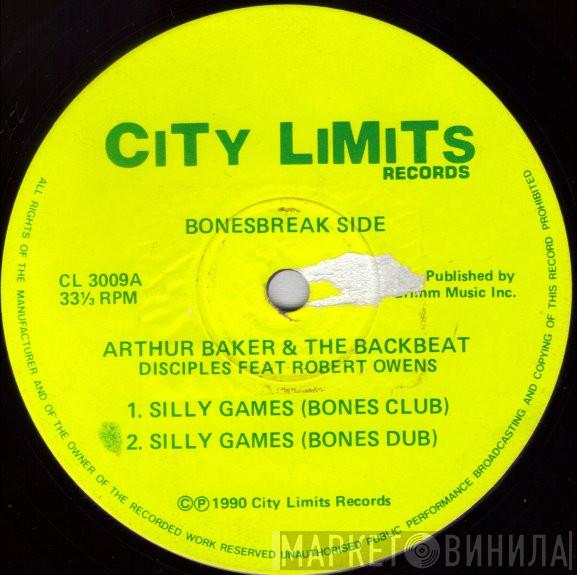 CITY LIMITS
RECORDS
BONESBREAK SIDE
CL 3009A
33⅓ RPM
Published by
Music Inc.
ARTHUR BAKER & THE BACKBEAT
DISCIPLES FEAT ROBERT OWENS
1. SILLY GAMES (BONES CLUB)
2. SILLY GAMES (BONES DUB)
©℗1990 City Limits Records
ALL RIGHTS OF THE MANUFACTURER AND OF THE OWNER OF THE RECORDED WORK RESERVED UNAUTHORISED PUBLIC PERFORMANCE BROADCASTING AND COPYING OF THIS RECORD PROHIBITED
МАРКЕТ ВИНИЛА